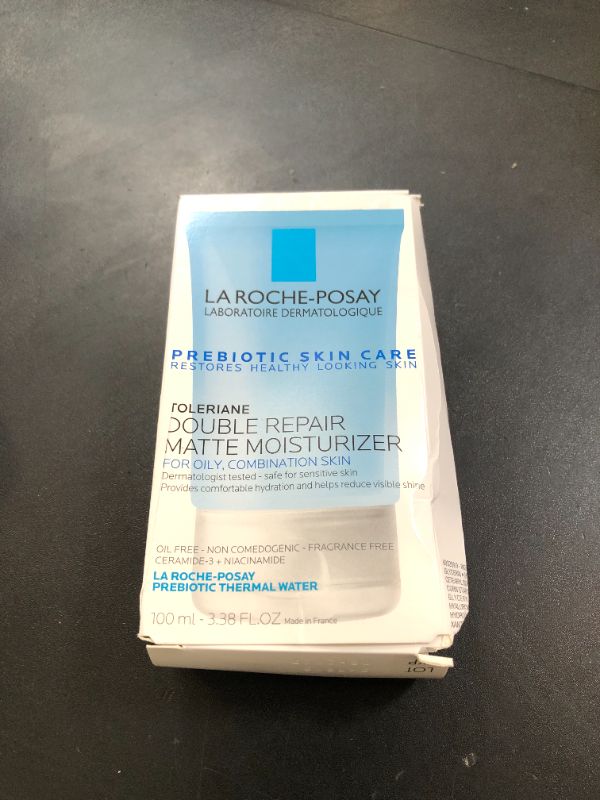 LA ROCHE-POSAY
LABORATOIRE DERMATOLOGIQUE
PREBIOTIC SKIN CARE
RESTORES HEALTHY LOOKING SKIN
TOLERIANE
DOUBLE REPAIR
MATTE MOISTURIZER
FOR OILY, COMBINATION SKIN
Dermatologist tested - safe for sensitive skin
Provides comfortable hydration and helps reduce visible shine
OIL FREE - NON COMEDOGENIC - FRAGRANCE FREE
CERAMIDE-3 + NIACINAMIDE
LA ROCHE-POSAY
PREBIOTIC THERMAL WATER
100 ml - 3.38 FL.OZ Made in France
LOT